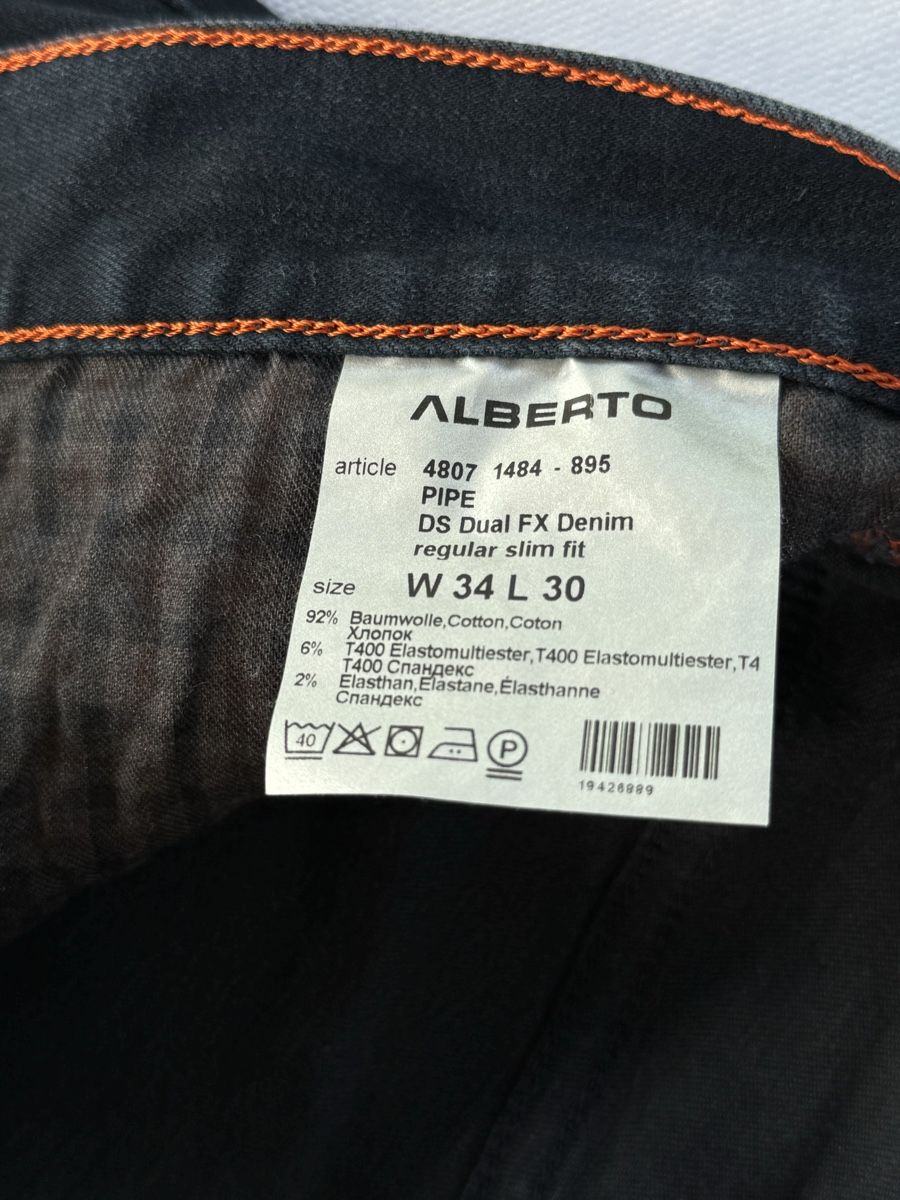 ALBERTO
article 4807 1484 - 895
PIPE
DS Dual FX Denim
regular slim fit
size W 34 L 30
92% Baumwolle,Cotton,Coton
Хлопок
6% T400 Elastomultiester,T400 Elastomultiester,T4
T400 Спандекс
2% Elasthan,Elastane,Élasthanne
Спандекс
40 P
19426889